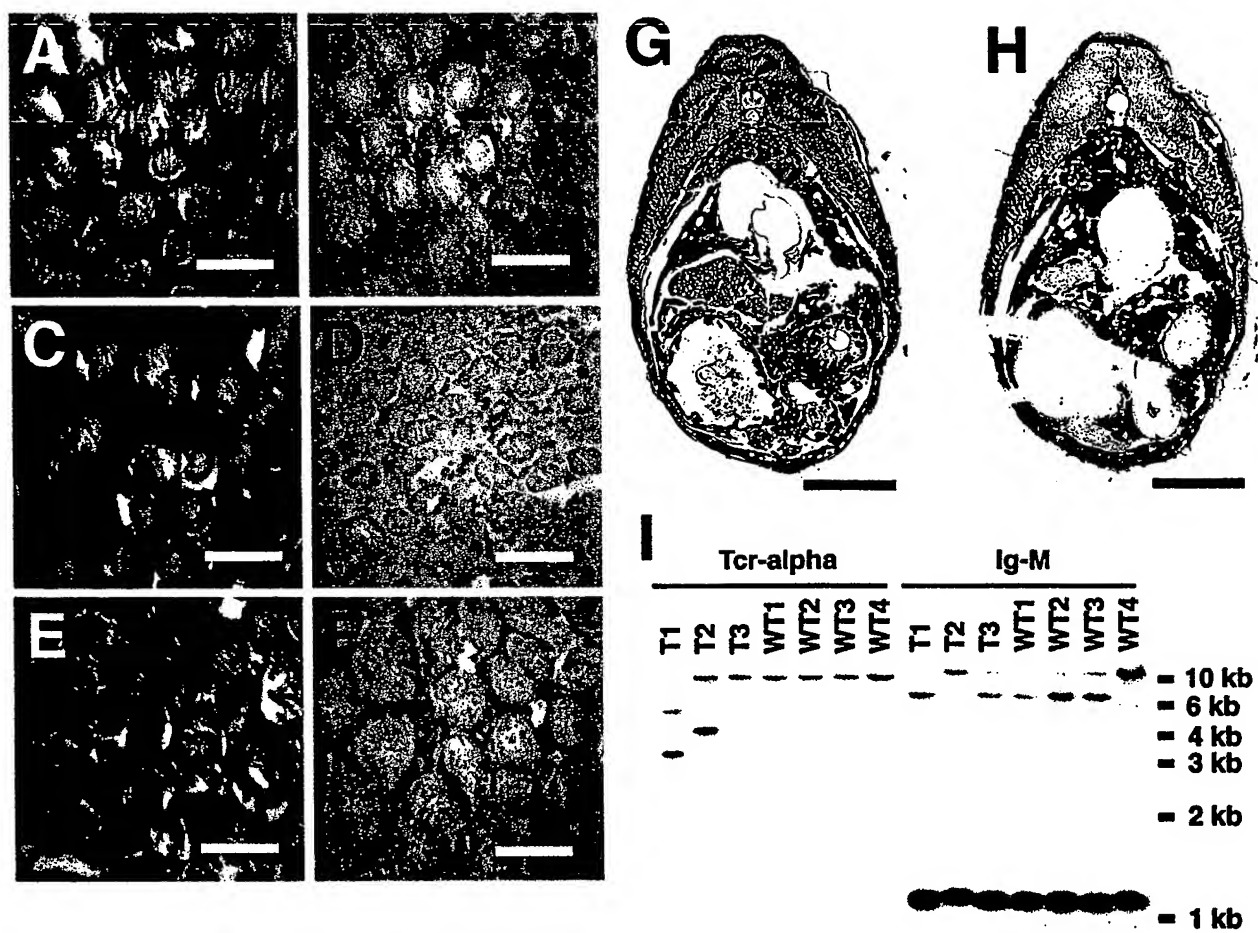 A
B
C
D
E
F
G
H
I
Tcr-alpha
Ig-M
T1 T2 T3 WT1 WT2 WT3 WT4
T1 T2 T3 WT1 WT2 WT3 WT4
10 kb
6 kb
4 kb
3 kb
2 kb
1 kb